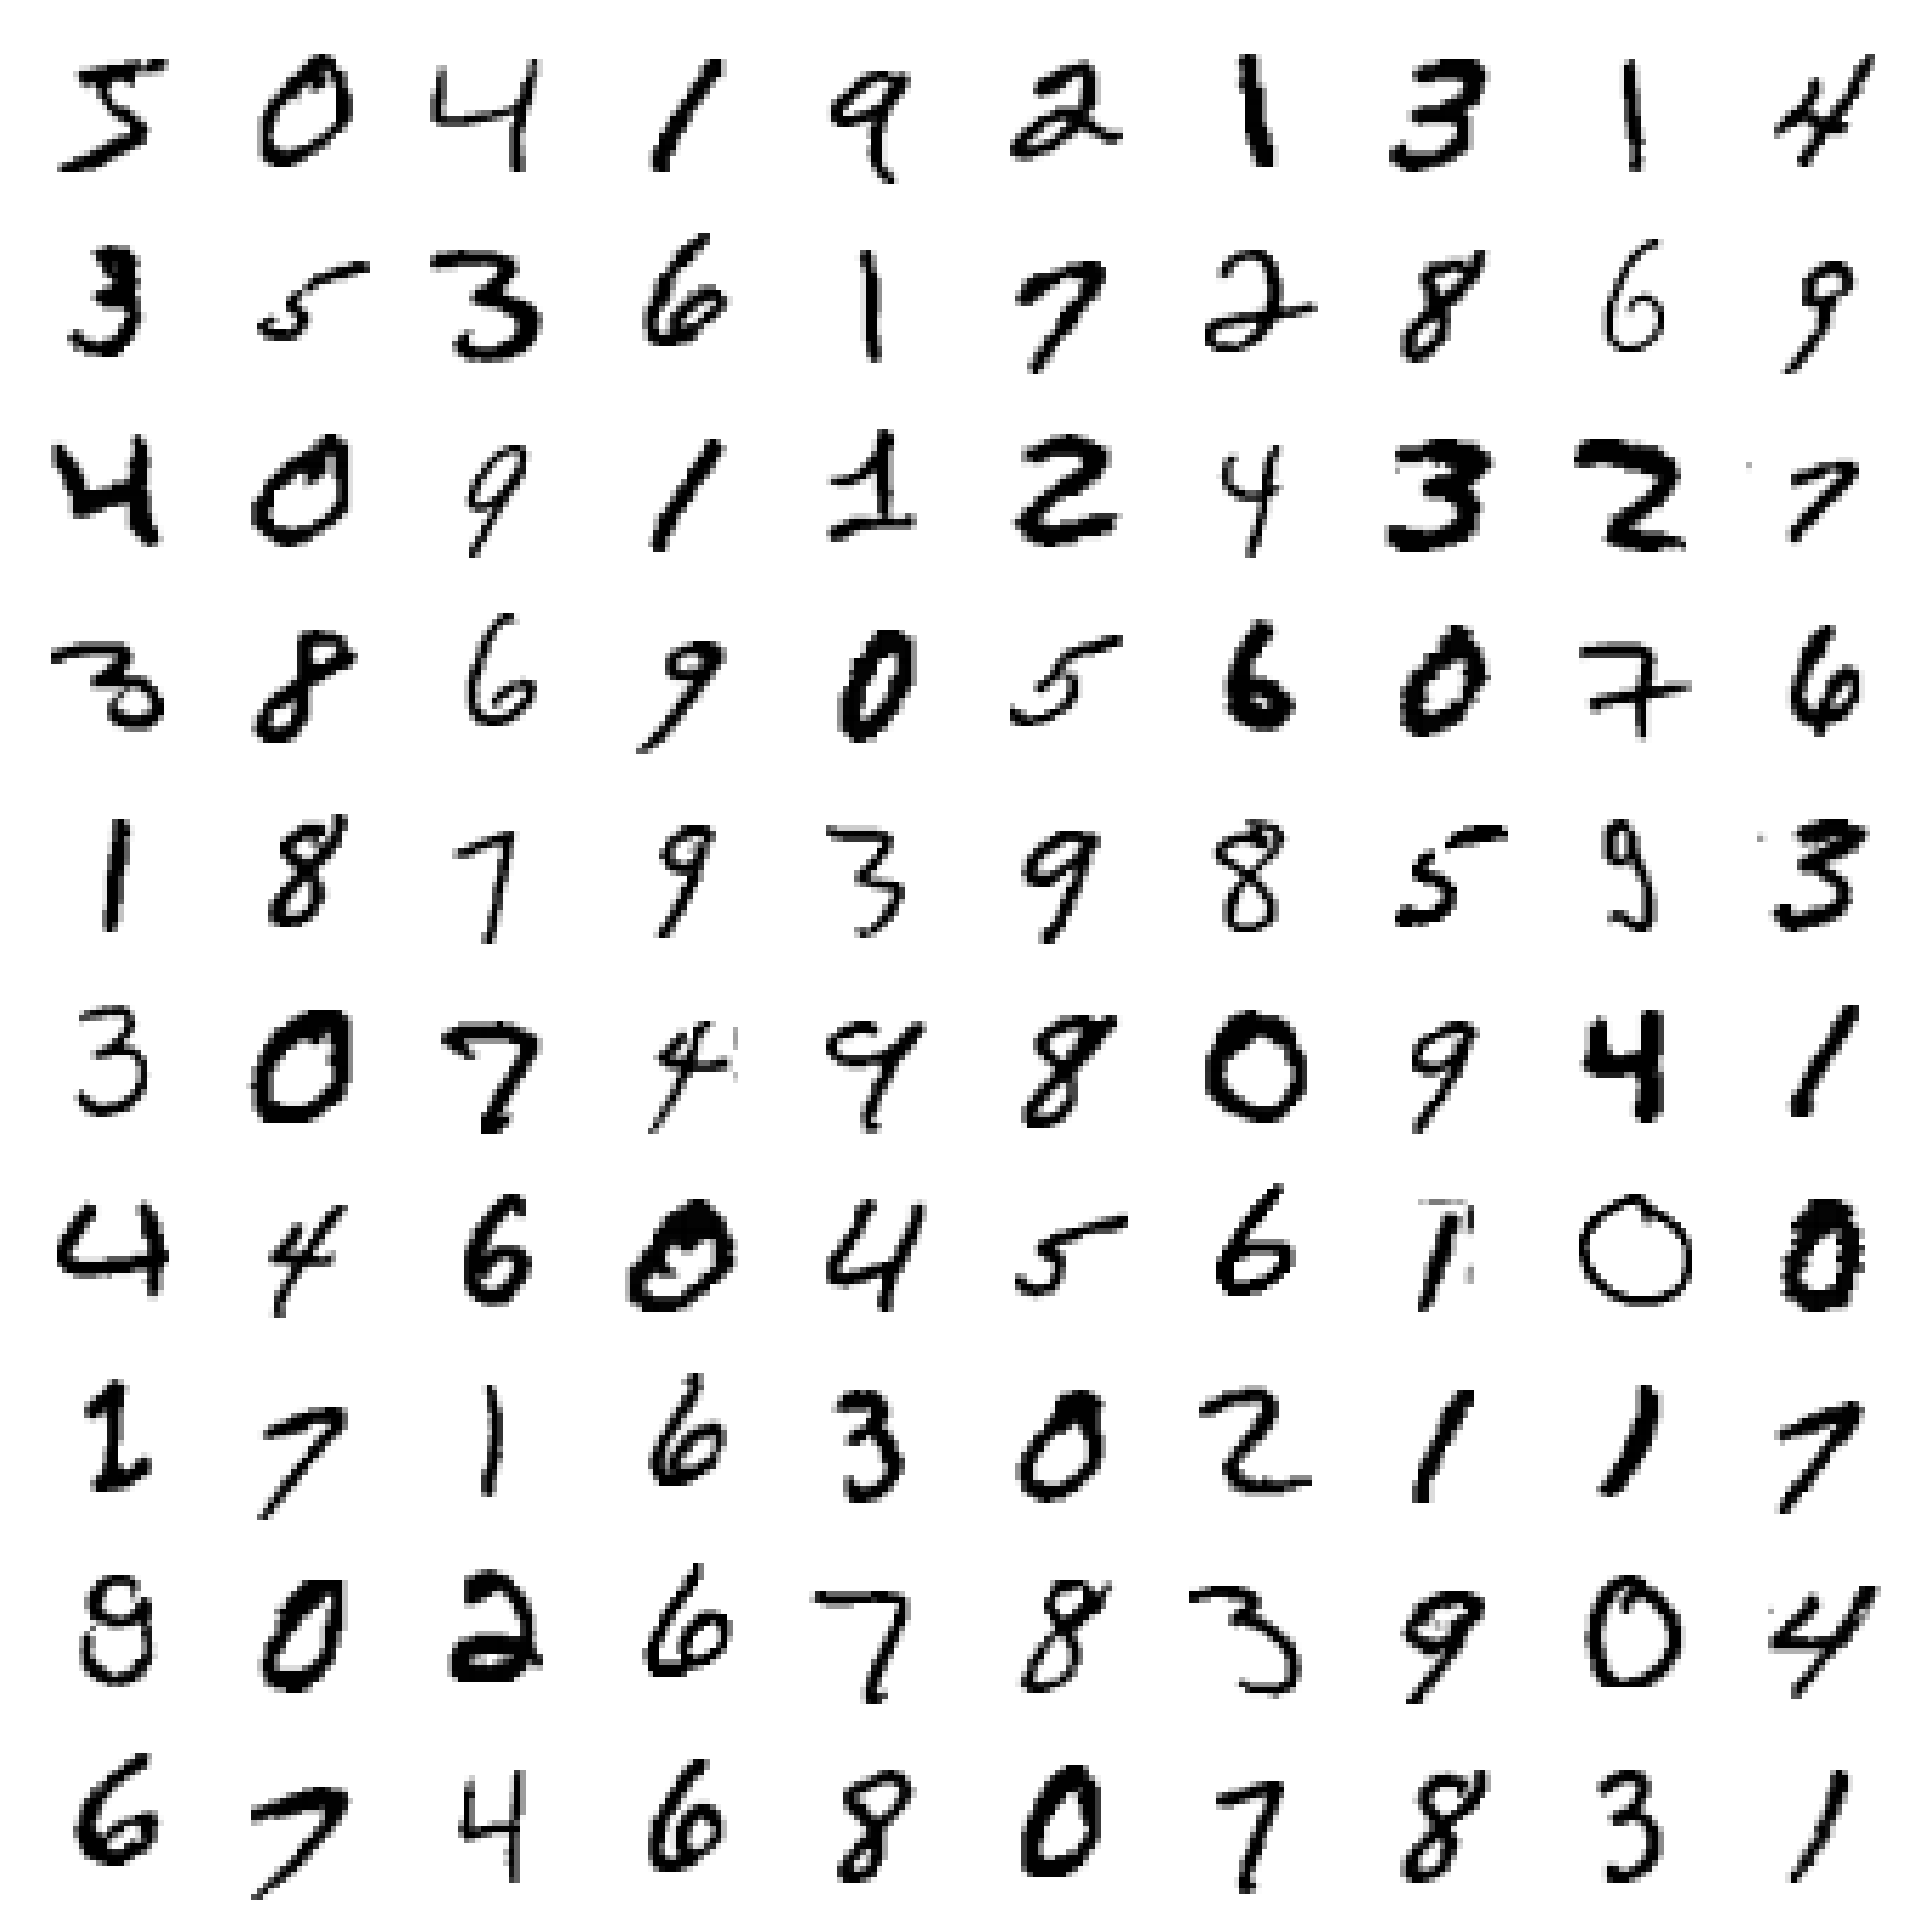 5 0 4 1 9 2 1 3 1 4
3 5 3 6 1 7 2 8 6 9
4 0 9 1 1 2 4 3 2 7
3 8 6 9 0 5 6 0 7 6
1 8 7 9 3 9 8 5 9 3
3 0 7 4 9 8 0 9 4 1
4 4 6 0 4 5 6 1 0 0
1 7 1 6 3 0 2 1 1 7
8 0 2 6 7 8 3 9 0 4
6 7 4 6 8 0 7 8 3 1